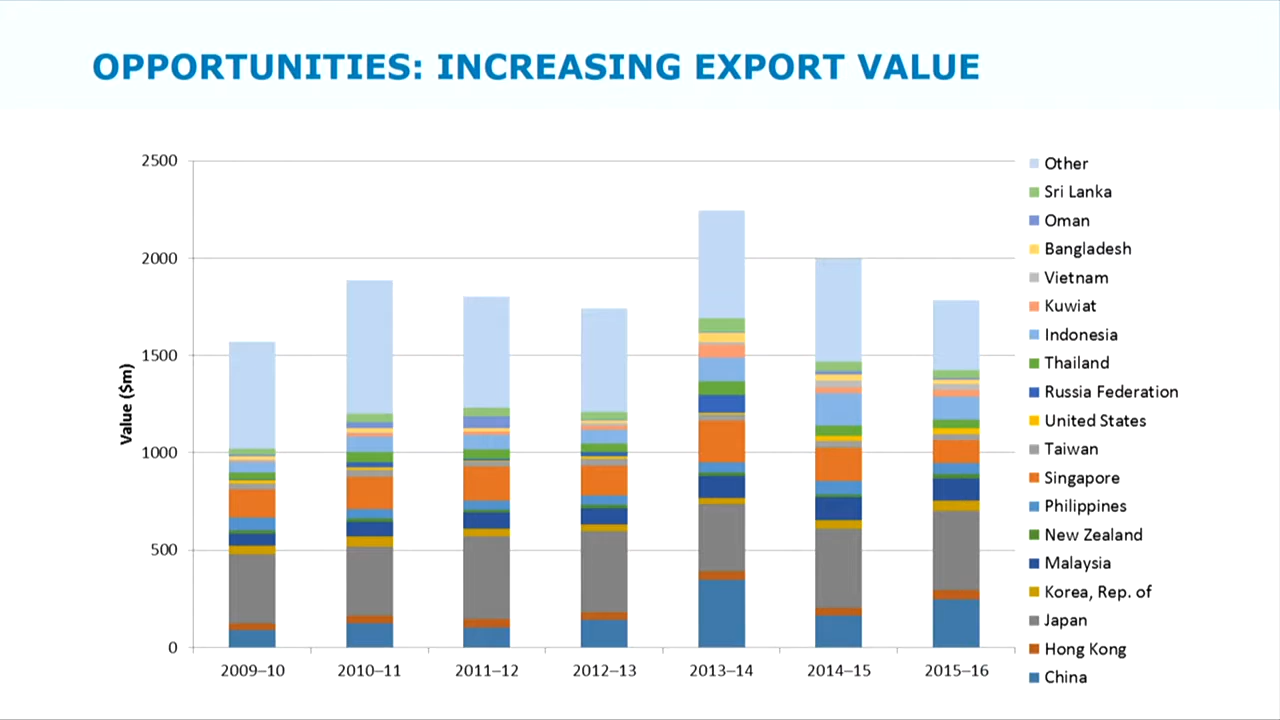 OPPORTUNITIES: INCREASING EXPORT VALUE
2500
2000
1500
1000
500
0
Value ($m)
2009–10
2010–11
2011–12
2012–13
2013–14
2014–15
2015–16
Other
Sri Lanka
Oman
Bangladesh
Vietnam
Kuwiat
Indonesia
Thailand
Russia Federation
United States
Taiwan
Singapore
Philippines
New Zealand
Malaysia
Korea, Rep. of
Japan
Hong Kong
China